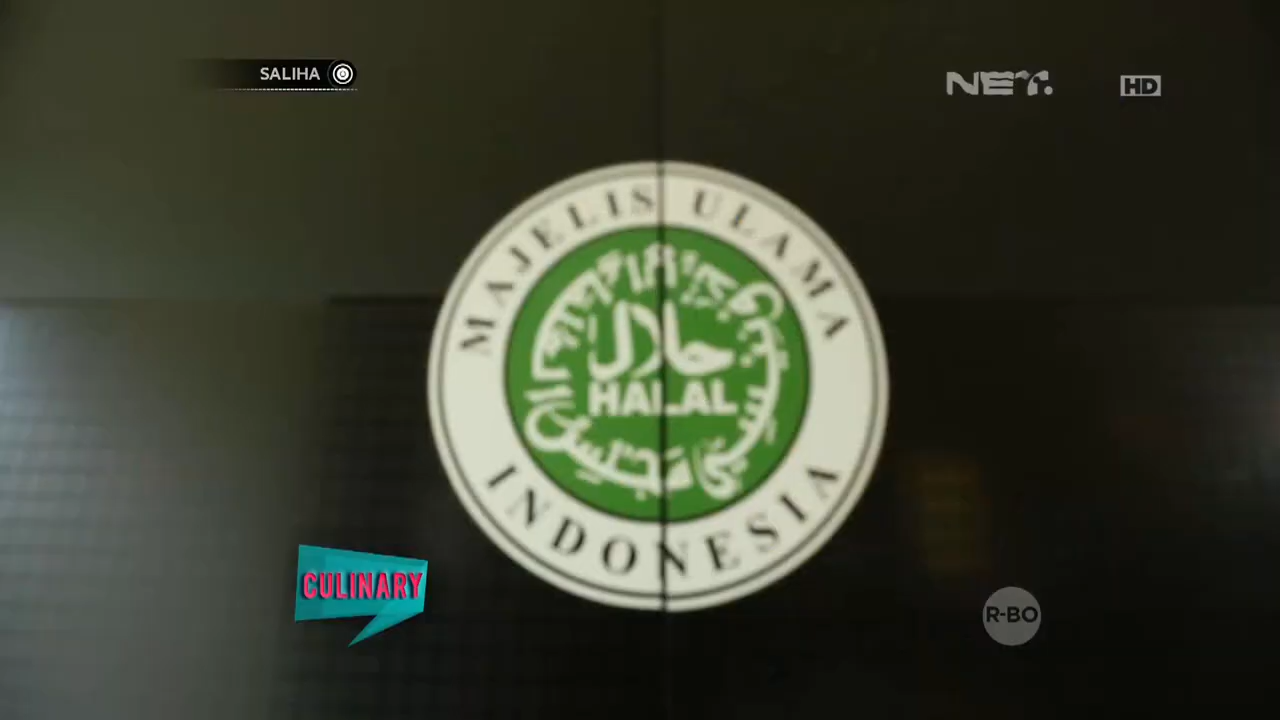 SALIHA
NET.
HD
MAJELIS ULAMA
حلال
HALAL
INDONESIA
CULINARY
R-BO